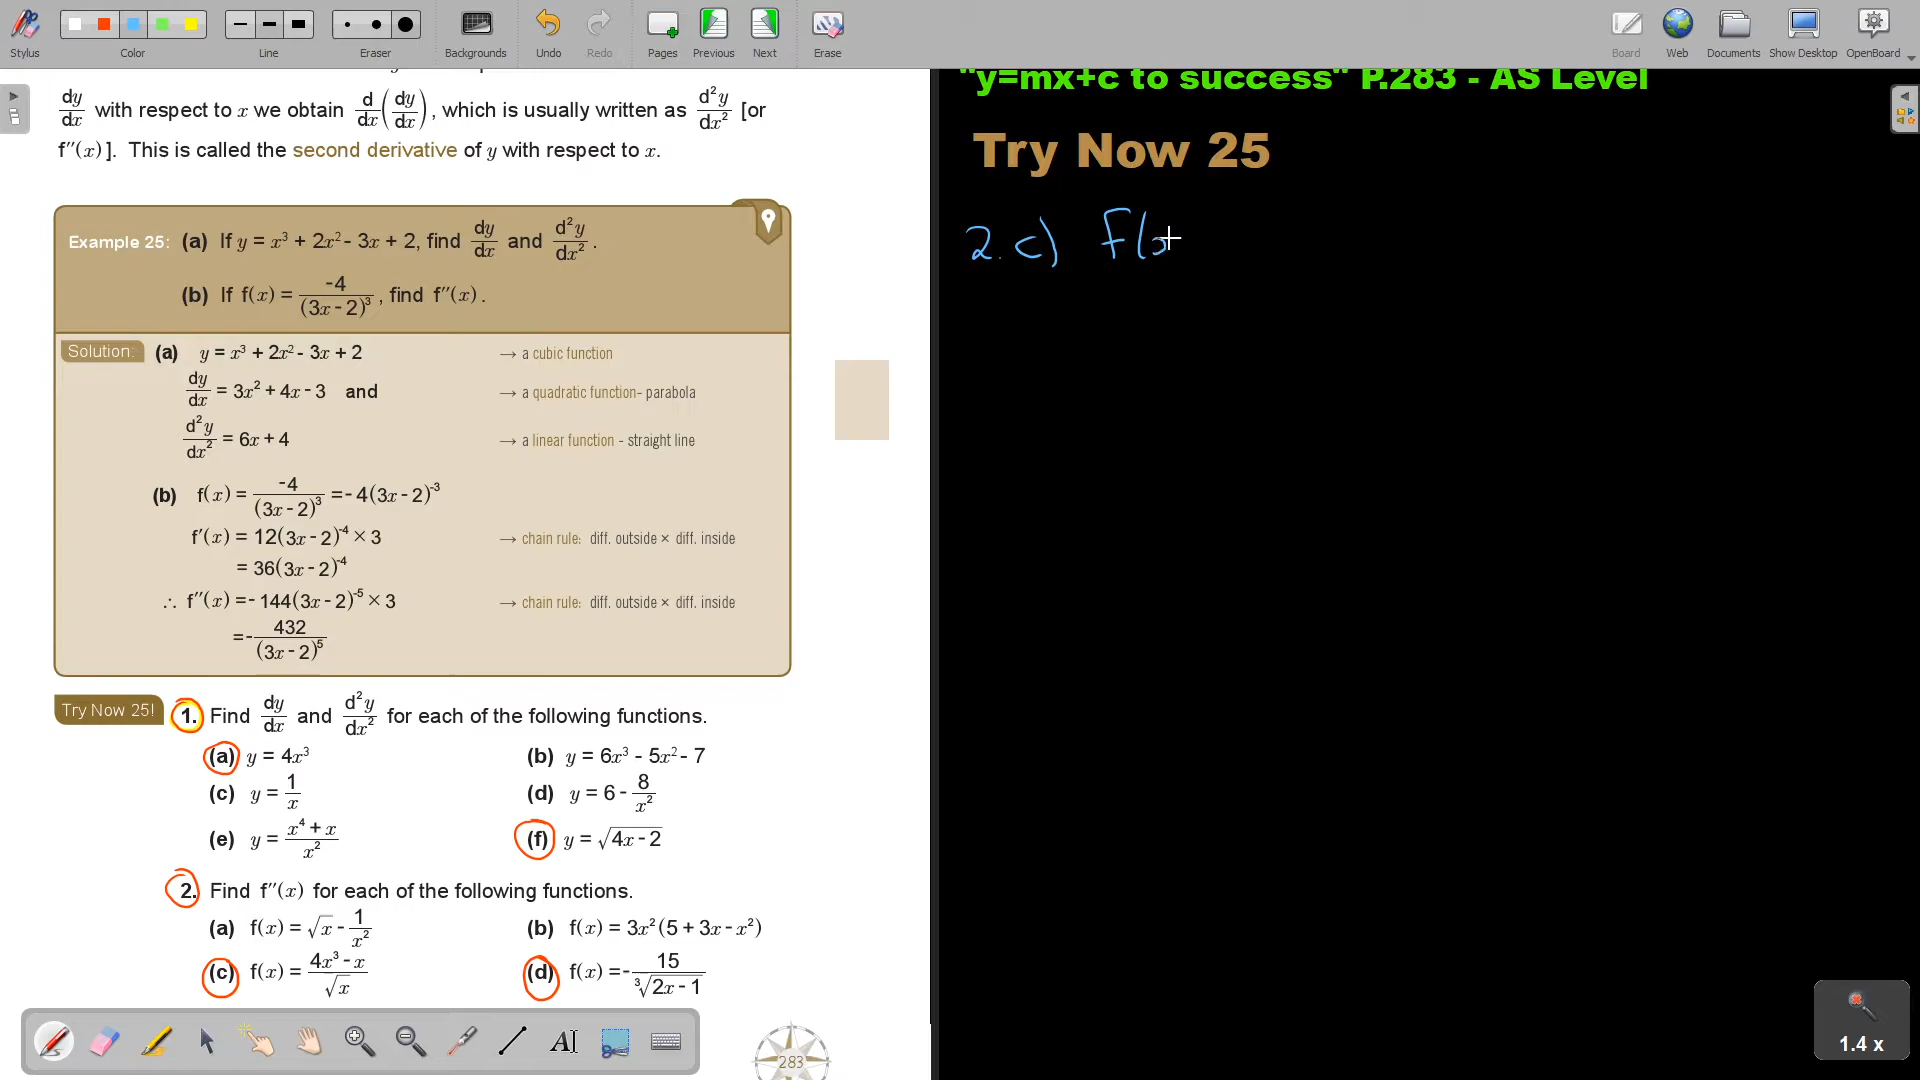 Stylus Color Line Eraser Backgrounds Undo Redo Pages Previous Next Erase Board Web Documents Show Desktop OpenBoard
"y=mx+c to success" P.283 - AS Level
dy/dx with respect to x we obtain d/dx(dy/dx), which is usually written as d²y/dx² [or
f″(x)]. This is called the second derivative of y with respect to x.
Example 25: (a) If y = x³ + 2x² - 3x + 2, find dy/dx and d²y/dx².
(b) If f(x) = -4/(3x - 2)³, find f″(x).
Solution: (a) y = x³ + 2x² - 3x + 2 → a cubic function
dy/dx = 3x² + 4x - 3 and → a quadratic function- parabola
d²y/dx² = 6x + 4 → a linear function - straight line
(b) f(x) = -4/(3x - 2)³ = - 4(3x - 2)⁻³
f′(x) = 12(3x - 2)⁻⁴ × 3 → chain rule: diff. outside × diff. inside
= 36(3x - 2)⁻⁴
∴ f″(x) = - 144(3x - 2)⁻⁵ × 3 → chain rule: diff. outside × diff. inside
= - 432/(3x - 2)⁵
Try Now 25! 1. Find dy/dx and d²y/dx² for each of the following functions.
(a) y = 4x³ (b) y = 6x³ - 5x² - 7
(c) y = 1/x (d) y = 6 - 8/x²
(e) y = (x⁴ + x)/x² (f) y = √(4x - 2)
2. Find f″(x) for each of the following functions.
(a) f(x) = √x - 1/x² (b) f(x) = 3x²(5 + 3x - x²)
(c) f(x) = (4x³ - x)/√x (d) f(x) = - 15/∛(2x - 1)
283
Try Now 25
2. c) F(x
1.4 x